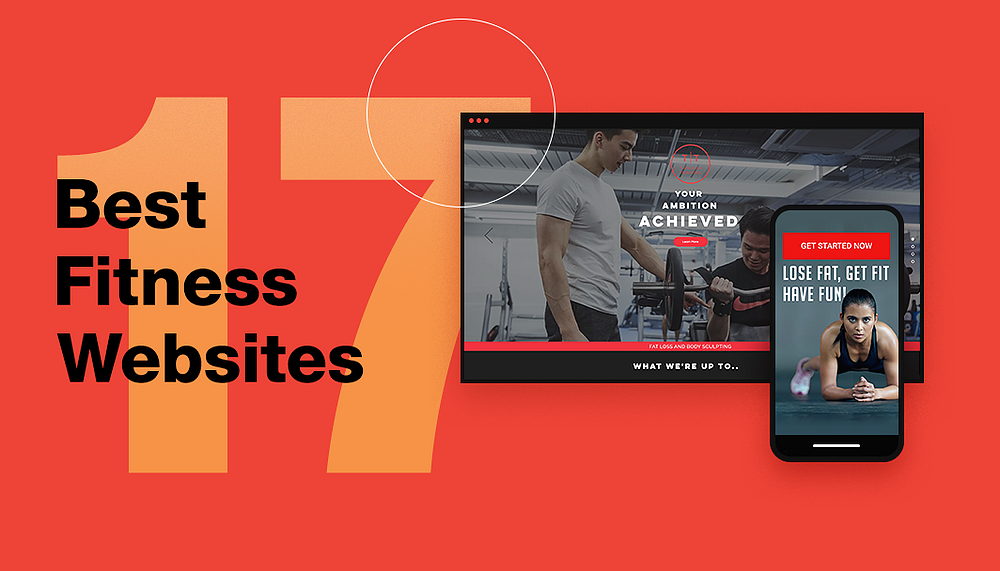 17
Best
Fitness
Websites
YOUR
AMBITION
ACHIEVED
Learn More
FAT LOSS AND BODY SCULPTING
WHAT WE'RE UP TO..
GET STARTED NOW
LOSE FAT, GET FIT
HAVE FUN!